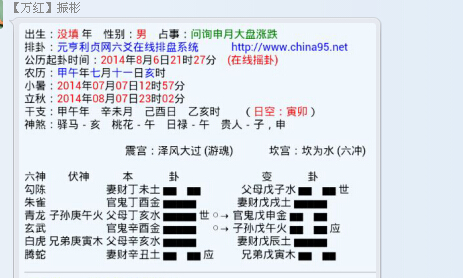 【万红】振彬
出生：没填 年　性别：男　占事：问询申月大盘涨跌
排卦：元亨利贞网六爻在线排盘系统　http://www.china95.net
公历起卦时间：2014年8月6日21时27分　(在线摇卦)
农历：甲午年七月十一日亥时
小暑：2014年07月07日12时57分
立秋：2014年08月07日23时02分
干支：甲午年　辛未月　己酉日　乙亥时　（日空：寅卯）
神煞：驿马－亥　桃花－午　日禄－午　贵人－子，申
震宫：泽风大过 (游魂)　坎宫：坎为水 (六冲)
六神　伏神　本　卦　变　卦
勾陈　妻财丁未土　父母戊子水　世
朱雀　官鬼丁酉金　妻财戊戌土
青龙　子孙庚午火　父母丁亥水　世　○→　官鬼戊申金
玄武　官鬼辛酉金　○→　子孙戊午火　应
白虎　兄弟庚寅木　父母辛亥水　妻财戊辰土
腾蛇　妻财辛丑土　应　兄弟戊寅木